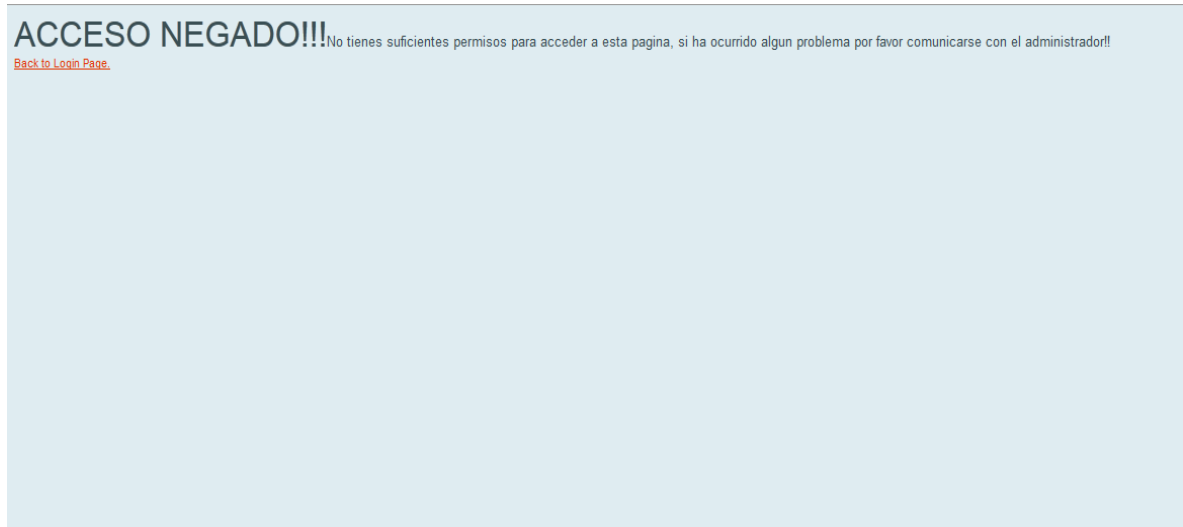 ACCESO NEGADO!!!No tienes suficientes permisos para acceder a esta pagina, si ha ocurrido algun problema por favor comunicarse con el administrador!!
Back to Login Page.